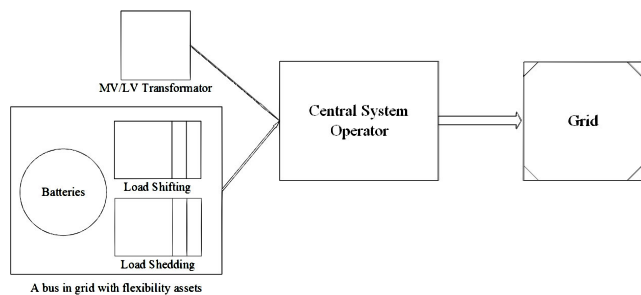 MV/LV Transformator
Central System
Operator
Grid
Batteries
Load Shifting
Load Shedding
A bus in grid with flexibility assets